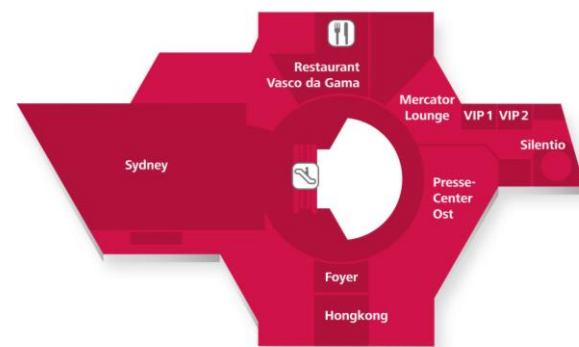 Restaurant
Vasco da Gama
Mercator
Lounge
VIP 1
VIP 2
Silentio
Sydney
Presse-
Center
Ost
Foyer
Hongkong